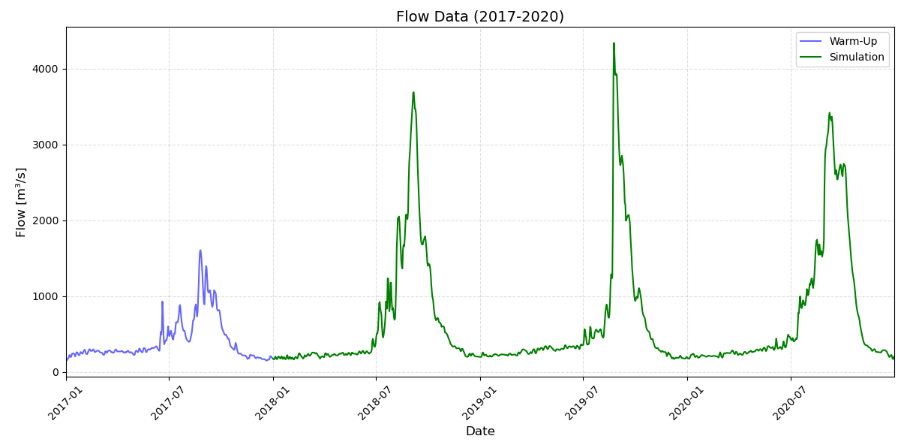 Flow Data (2017-2020)
Warm-Up
Simulation
Flow [m³/s]
4000
3000
2000
1000
0
2017-01
2017-07
2018-01
2018-07
2019-01
2019-07
2020-01
2020-07
Date